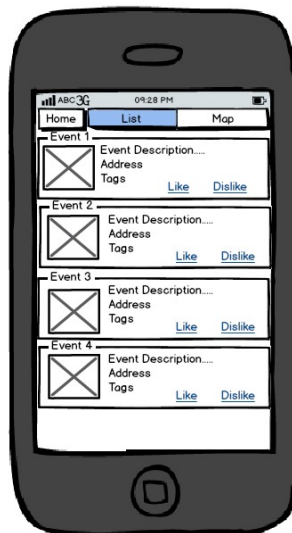 ABC 3G 09:28 PM
Home List Map
Event 1
Event Description....
Address
Tags
Like Dislike
Event 2
Event Description....
Address
Tags
Like Dislike
Event 3
Event Description....
Address
Tags
Like Dislike
Event 4
Event Description....
Address
Tags
Like Dislike